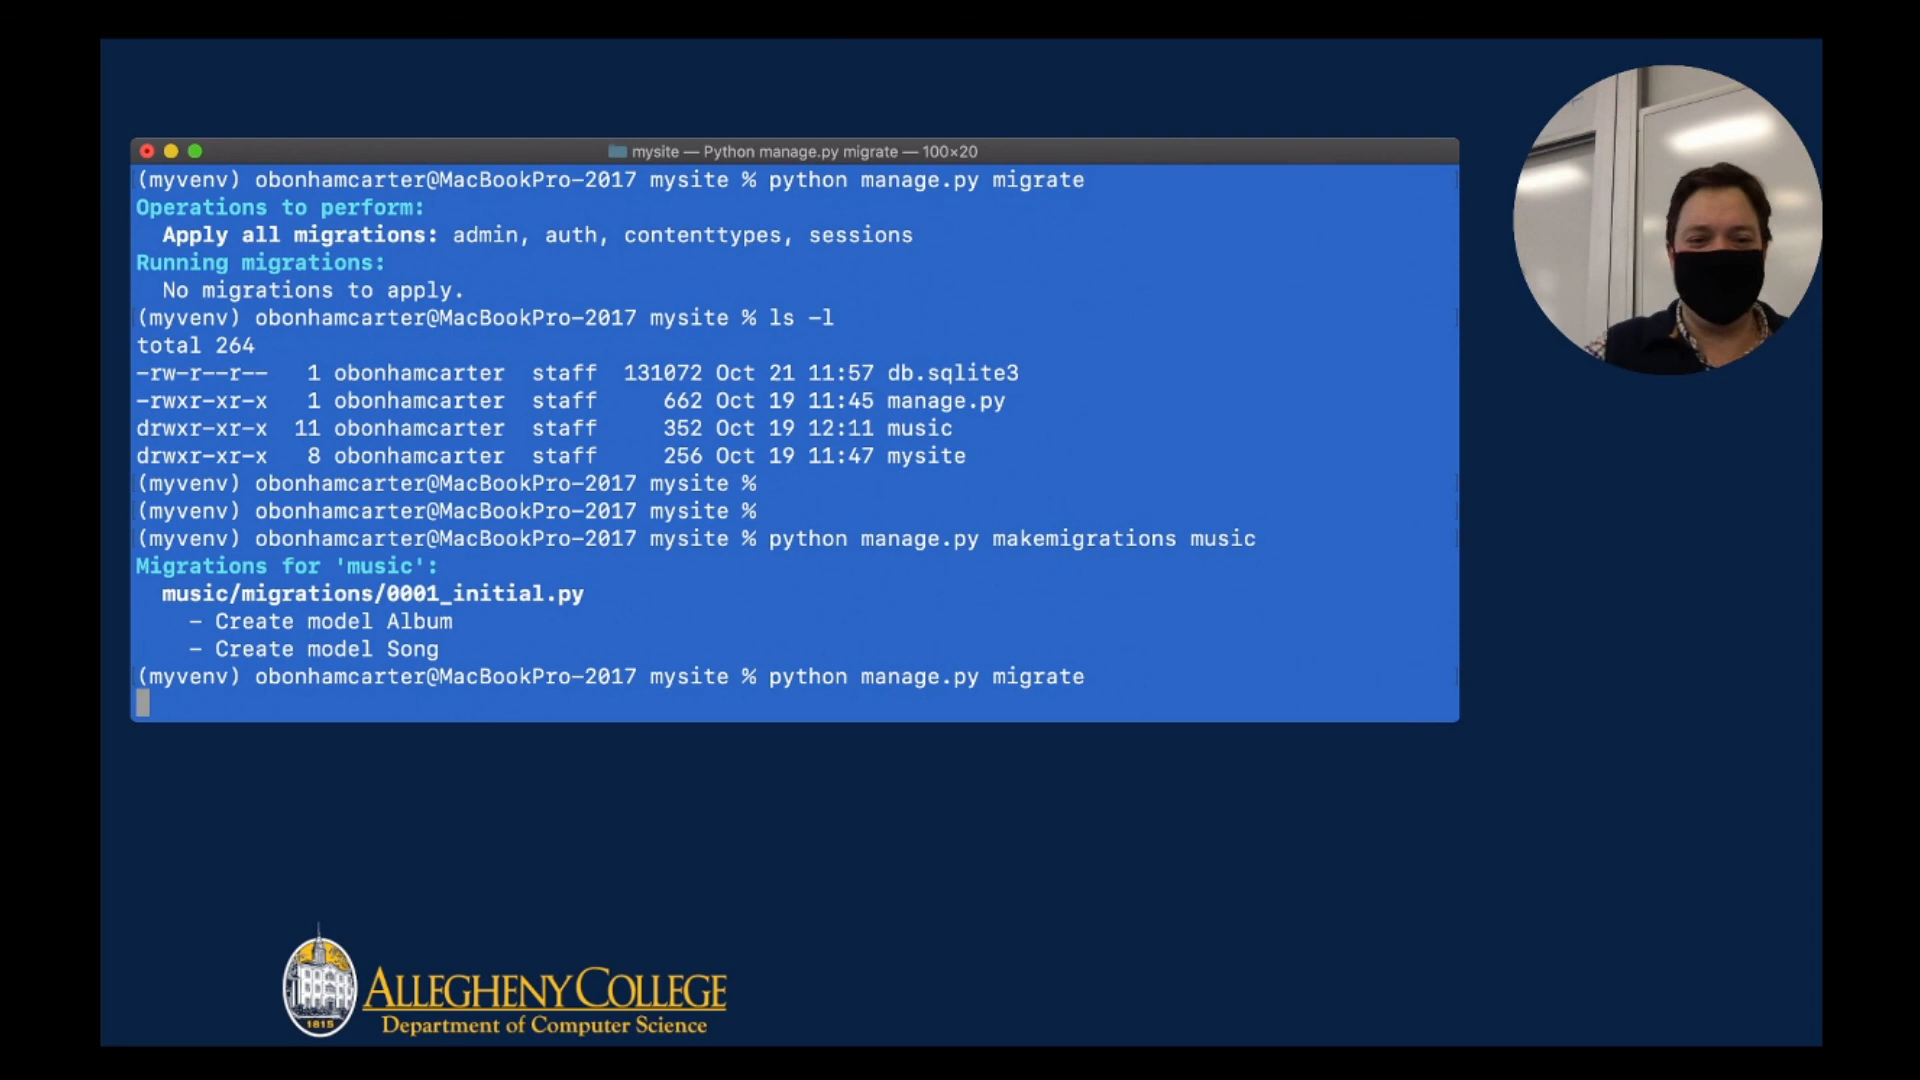 mysite — Python manage.py migrate — 100×20
(myvenv) obonhamcarter@MacBookPro-2017 mysite % python manage.py migrate
Operations to perform:
Apply all migrations: admin, auth, contenttypes, sessions
Running migrations:
No migrations to apply.
(myvenv) obonhamcarter@MacBookPro-2017 mysite % ls -l
total 264
-rw-r--r-- 1 obonhamcarter staff 131072 Oct 21 11:57 db.sqlite3
-rwxr-xr-x 1 obonhamcarter staff 662 Oct 19 11:45 manage.py
drwxr-xr-x 11 obonhamcarter staff 352 Oct 19 12:11 music
drwxr-xr-x 8 obonhamcarter staff 256 Oct 19 11:47 mysite
(myvenv) obonhamcarter@MacBookPro-2017 mysite %
(myvenv) obonhamcarter@MacBookPro-2017 mysite %
(myvenv) obonhamcarter@MacBookPro-2017 mysite % python manage.py makemigrations music
Migrations for 'music':
music/migrations/0001_initial.py
- Create model Album
- Create model Song
(myvenv) obonhamcarter@MacBookPro-2017 mysite % python manage.py migrate
1815
ALLEGHENY COLLEGE
Department of Computer Science